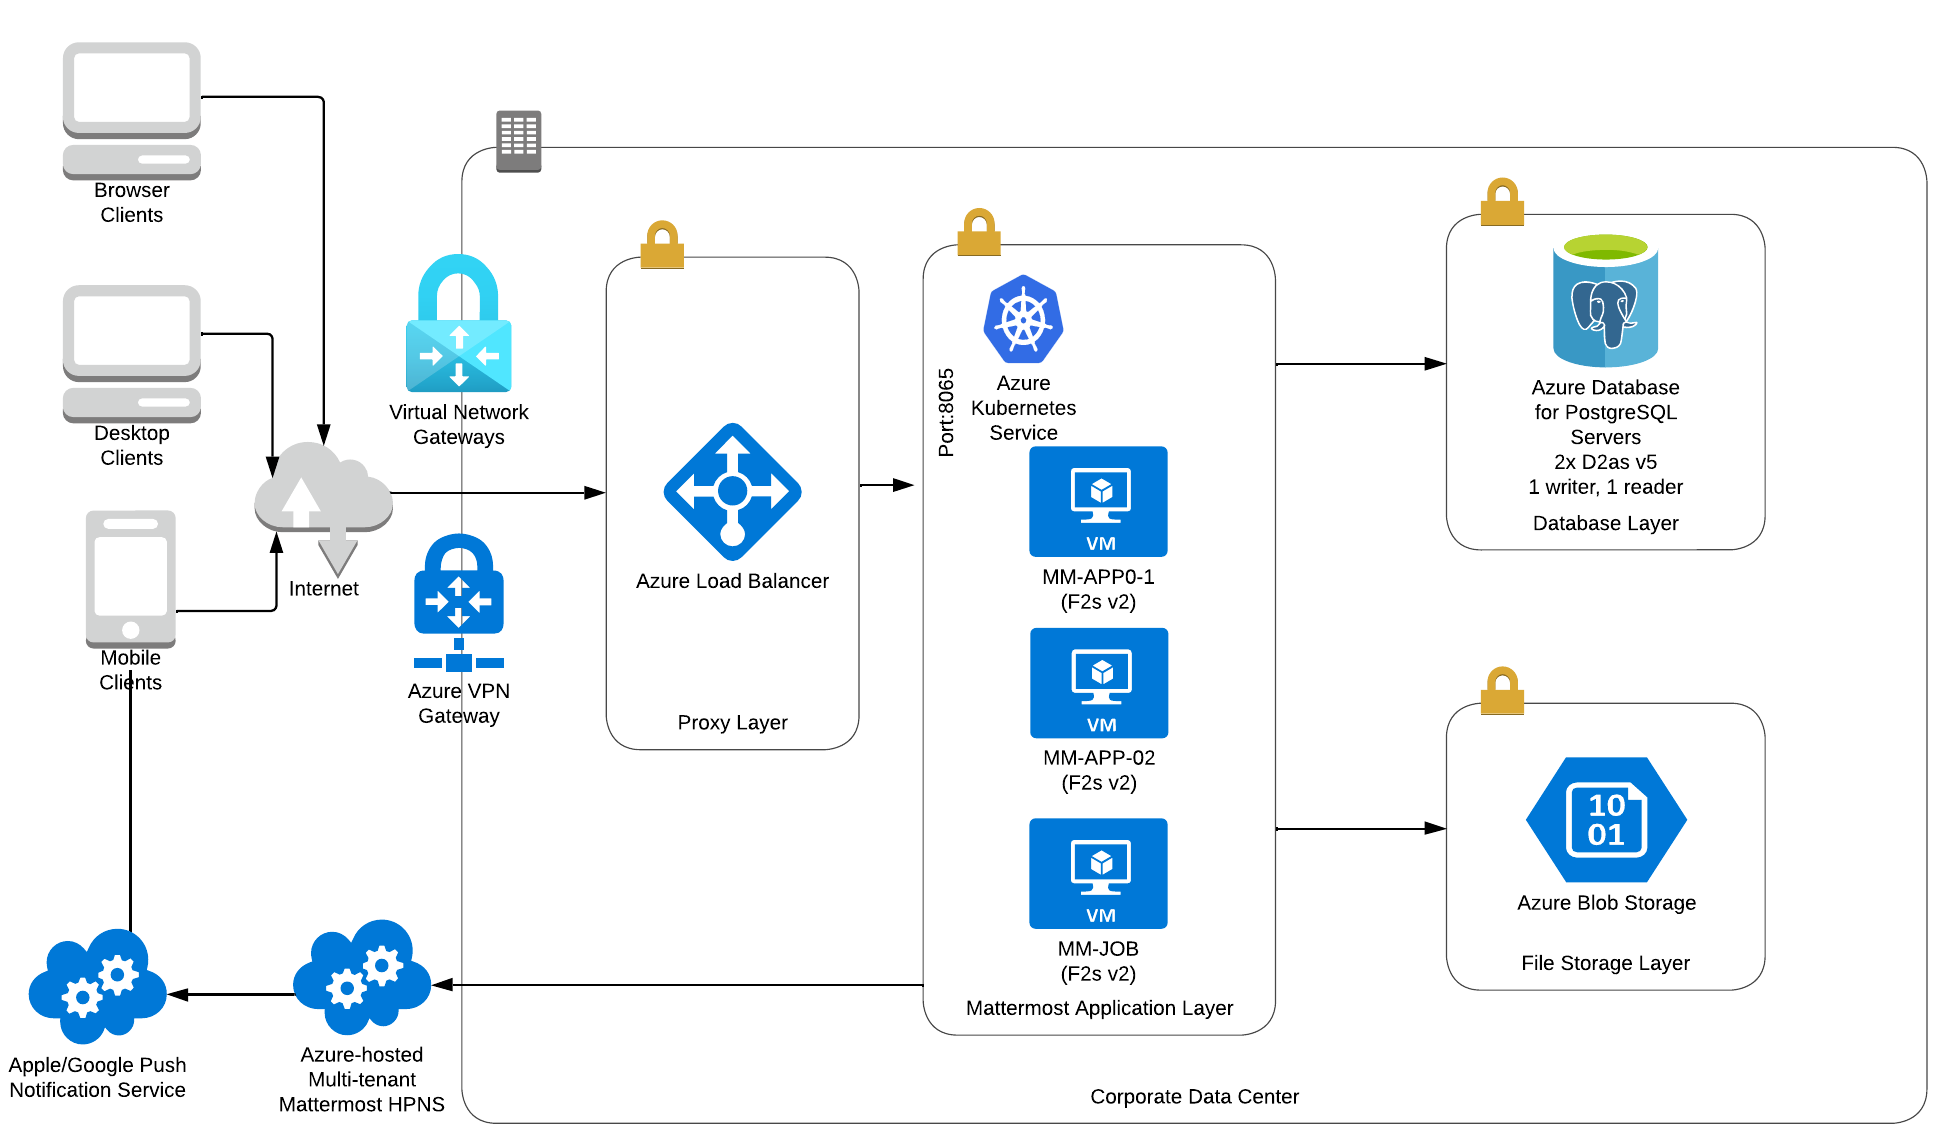 Browser
Clients
Desktop
Clients
Mobile
Clients
Internet
Virtual Network
Gateways
Azure VPN
Gateway
Azure Load Balancer
Proxy Layer
Port:8065
Azure
Kubernetes
Service
VM
MM-APP0-1
(F2s v2)
VM
MM-APP-02
(F2s v2)
VM
MM-JOB
(F2s v2)
Mattermost Application Layer
Azure Database
for PostgreSQL
Servers
2x D2as v5
1 writer, 1 reader
Database Layer
10
01
Azure Blob Storage
File Storage Layer
Apple/Google Push
Notification Service
Azure-hosted
Multi-tenant
Mattermost HPNS
Corporate Data Center